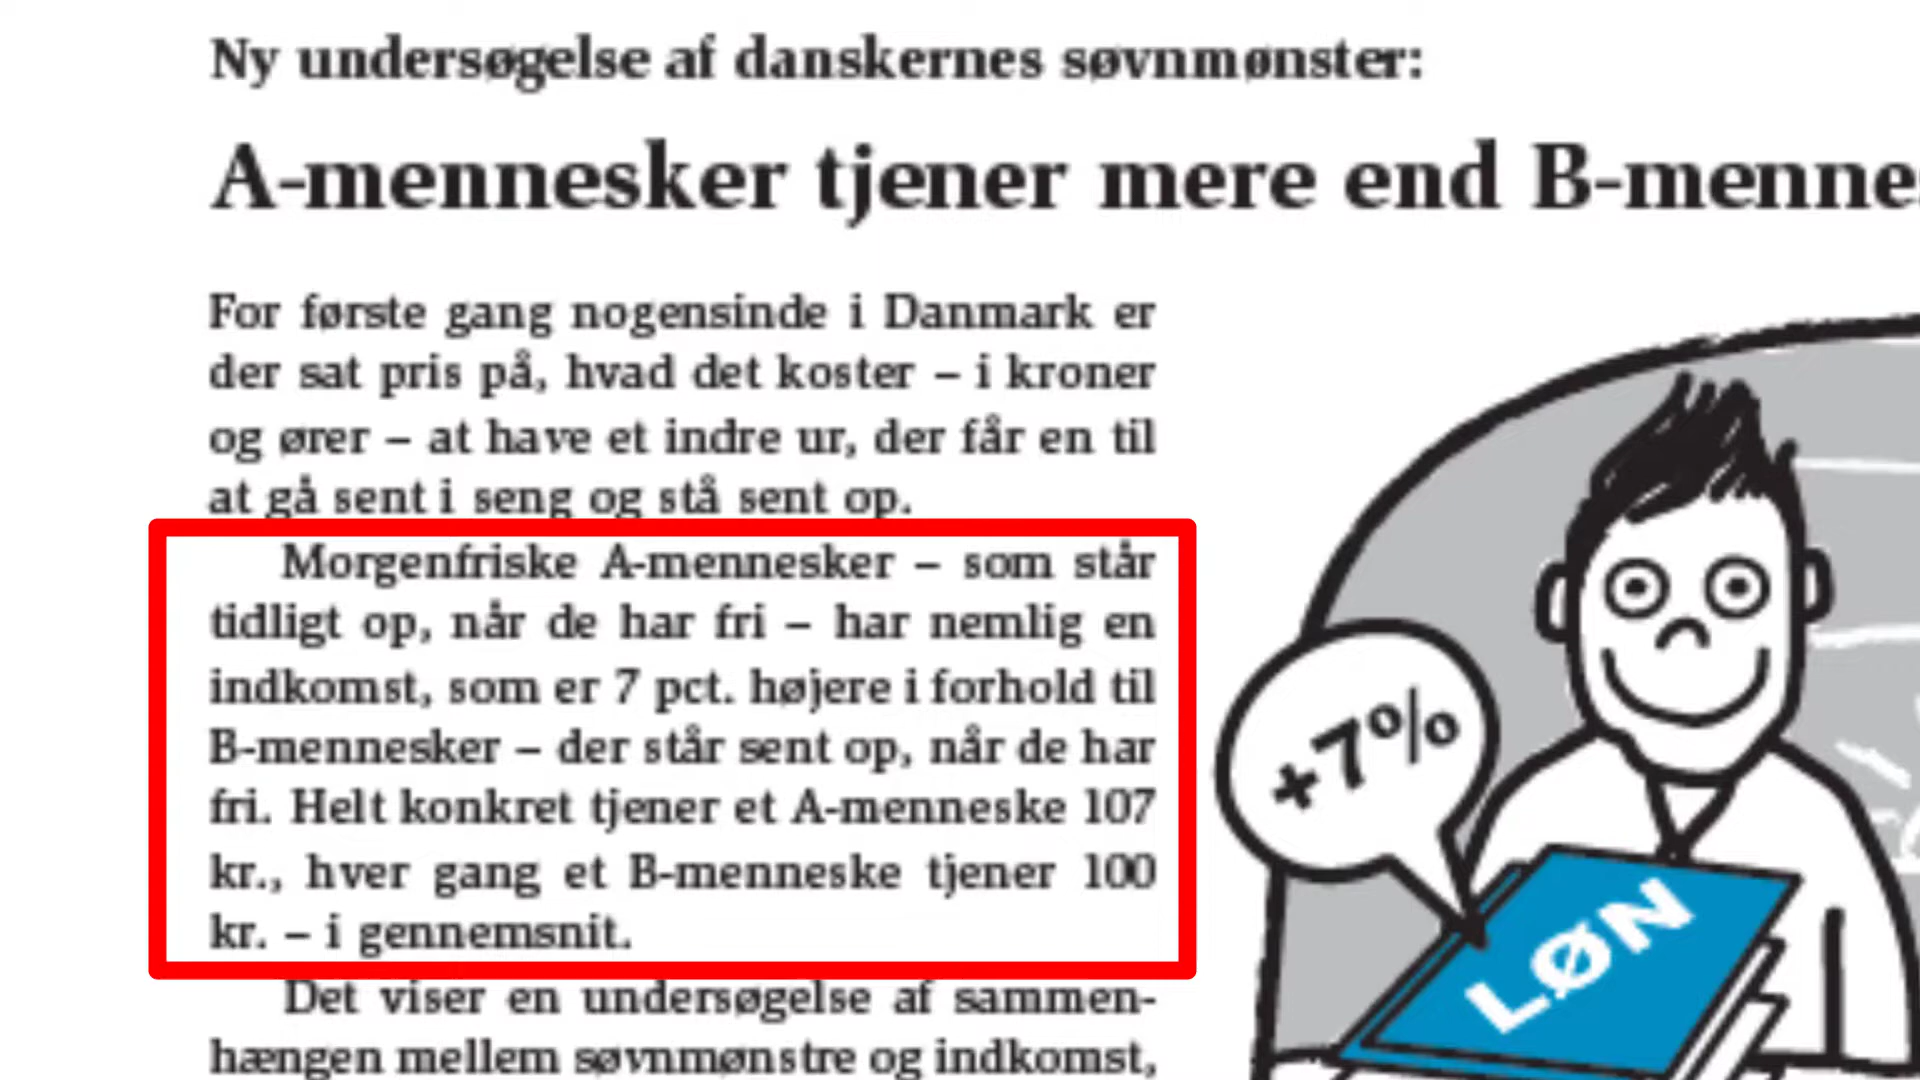 Ny undersøgelse af danskernes søvnmønster:
A-mennesker tjener mere end B-mennes
For første gang nogensinde i Danmark er
der sat pris på, hvad det koster – i kroner
og ører – at have et indre ur, der får en til
at gå sent i seng og stå sent op.
Morgenfriske A-mennesker – som står
tidligt op, når de har fri – har nemlig en
indkomst, som er 7 pct. højere i forhold til
B-mennesker – der står sent op, når de har
fri. Helt konkret tjener et A-menneske 107
kr., hver gang et B-menneske tjener 100
kr. – i gennemsnit.
Det viser en undersøgelse af sammen-
hængen mellem søvnmønstre og indkomst,
+7%
LØN